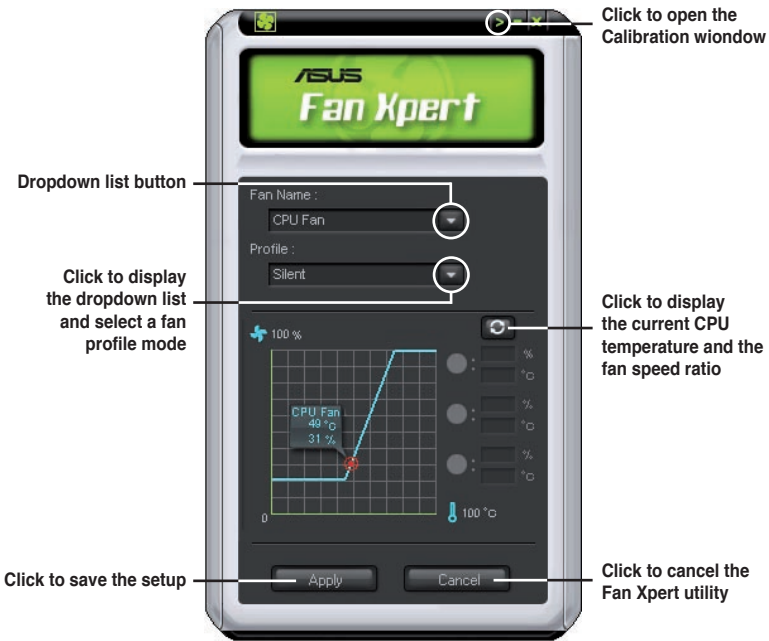 Click to open the
Calibration wiondow
> - x
ASUS
Fan Xpert
Dropdown list button
Fan Name :
CPU Fan
Profile :
Silent
Click to display
the dropdown list
and select a fan
profile mode
Click to display
the current CPU
temperature and the
fan speed ratio
100 %
: %
°C
: %
°C
: %
°C
CPU Fan
49 °C
31 %
0
100 °C
Click to save the setup
Apply
Cancel
Click to cancel the
Fan Xpert utility